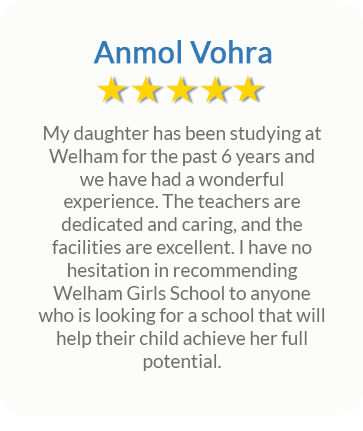 Anmol Vohra
My daughter has been studying at
Welham for the past 6 years and
we have had a wonderful
experience. The teachers are
dedicated and caring, and the
facilities are excellent. I have no
hesitation in recommending
Welham Girls School to anyone
who is looking for a school that will
help their child achieve her full
potential.